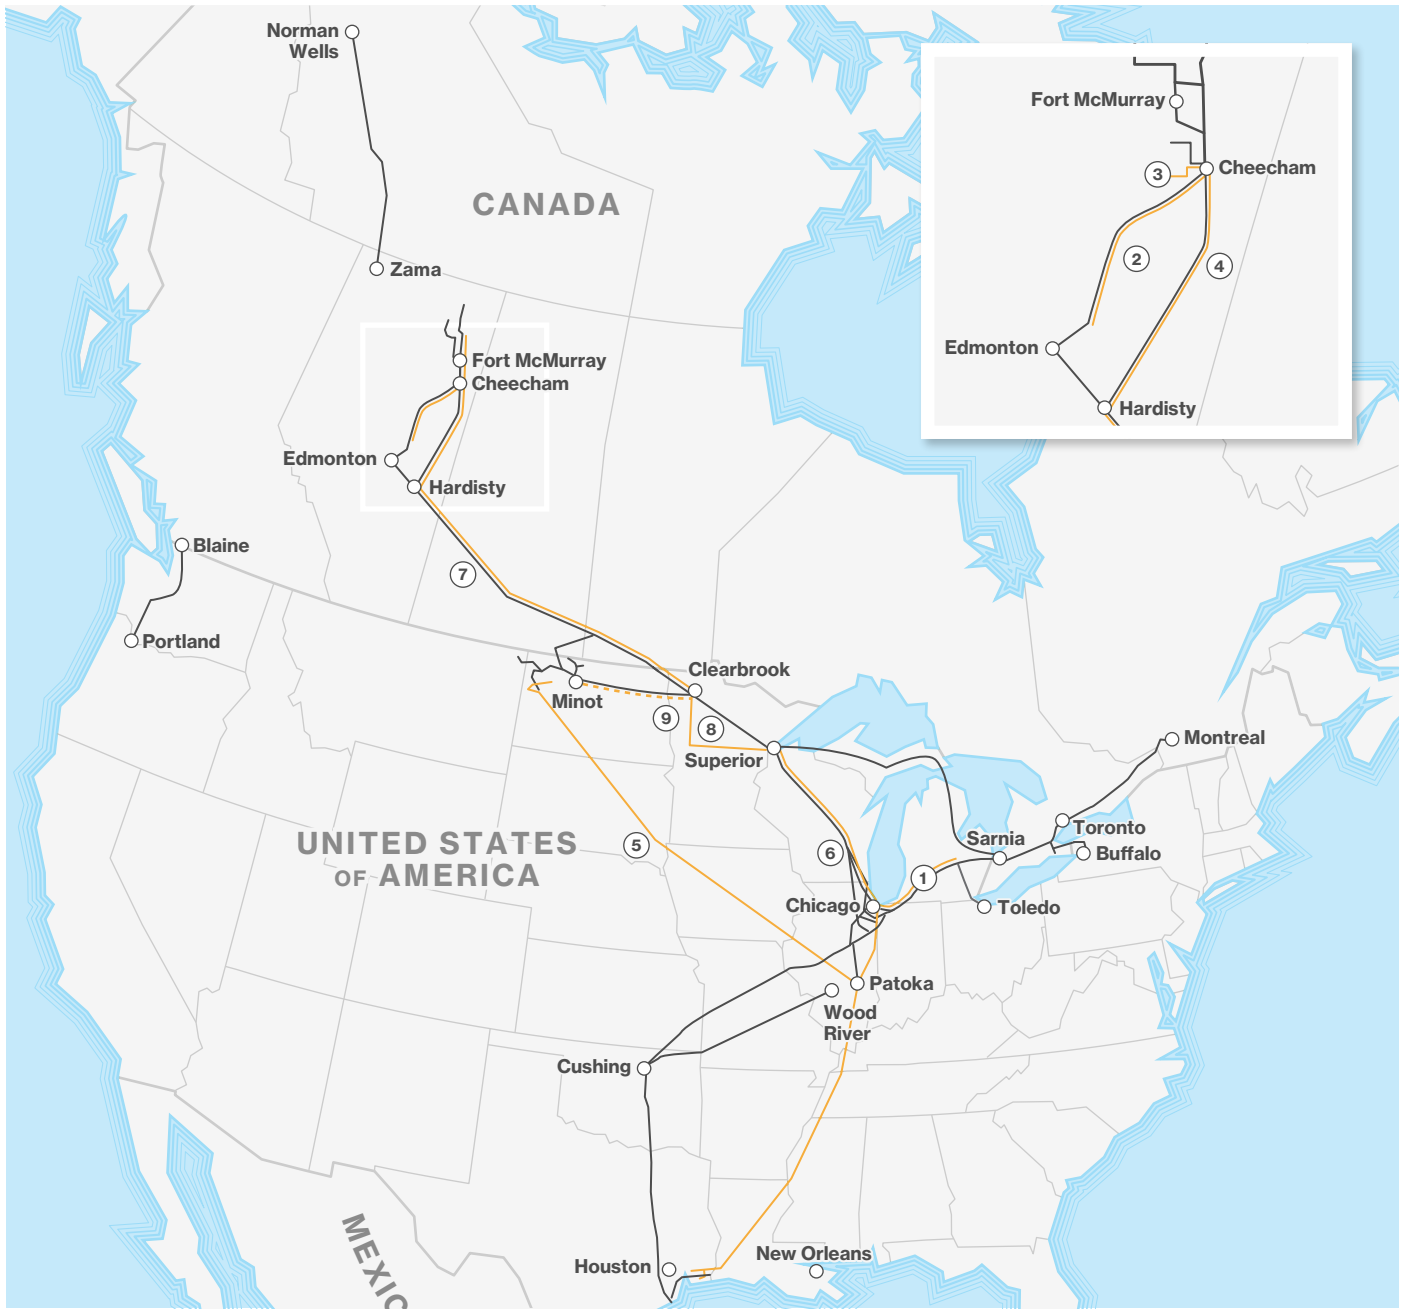 Norman
Wells
Fort McMurray
CANADA
3
Cheecham
2
4
Zama
Edmonton
Fort McMurray
Cheecham
Hardisty
Edmonton
Hardisty
Blaine
7
Portland
Clearbrook
Minot
9
8
Superior
Montreal
UNITED STATES
OF AMERICA
5
6
Sarnia
Toronto
Buffalo
1
Chicago
Toledo
Patoka
Wood
River
Cushing
MEXIC
New Orleans
Houston